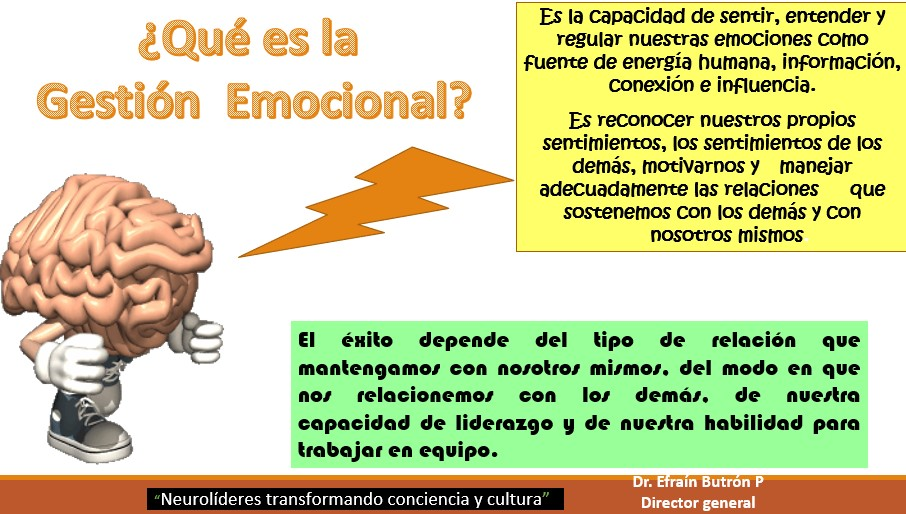 ¿Qué es la
Gestión Emocional?
Es la capacidad de sentir, entender y
regular nuestras emociones como
fuente de energía humana, información,
conexión e influencia.
Es reconocer nuestros propios
sentimientos, los sentimientos de los
demás, motivarnos y manejar
adecuadamente las relaciones que
sostenemos con los demás y con
nosotros mismos
El éxito depende del tipo de relación que
mantengamos con nosotros mismos, del modo en que
nos relacionemos con los demás, de nuestra
capacidad de liderazgo y de nuestra habilidad para
trabajar en equipo.
"Neurolíderes transformando conciencia y cultura"
Dr. Efraín Butrón P
Director general